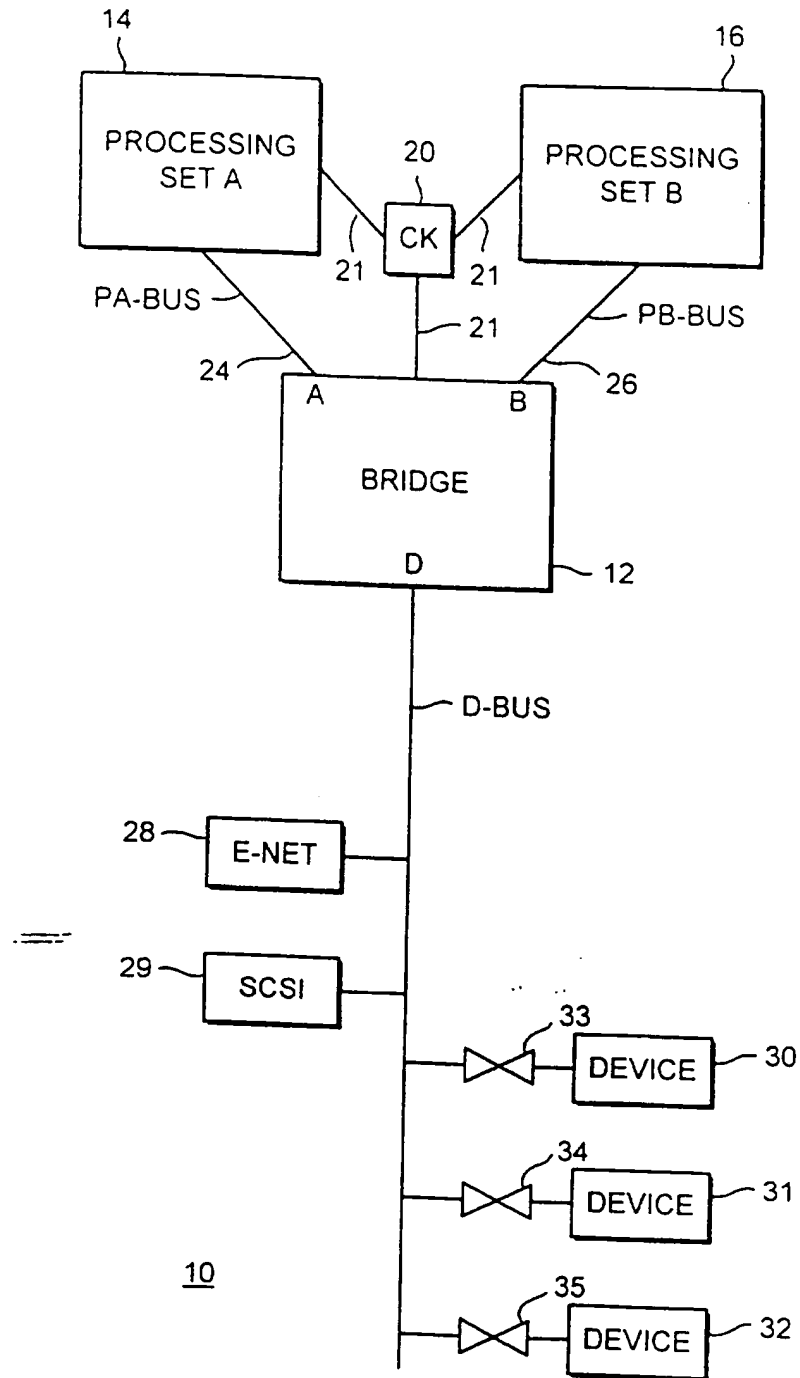 14
16
PROCESSING
SET A
20
PROCESSING
SET B
CK
21
21
PA-BUS
21
PB-BUS
24
26
A
B
BRIDGE
D
12
D-BUS
28
E-NET
29
SCSI
33
DEVICE
30
34
DEVICE
31
10
35
DEVICE
32